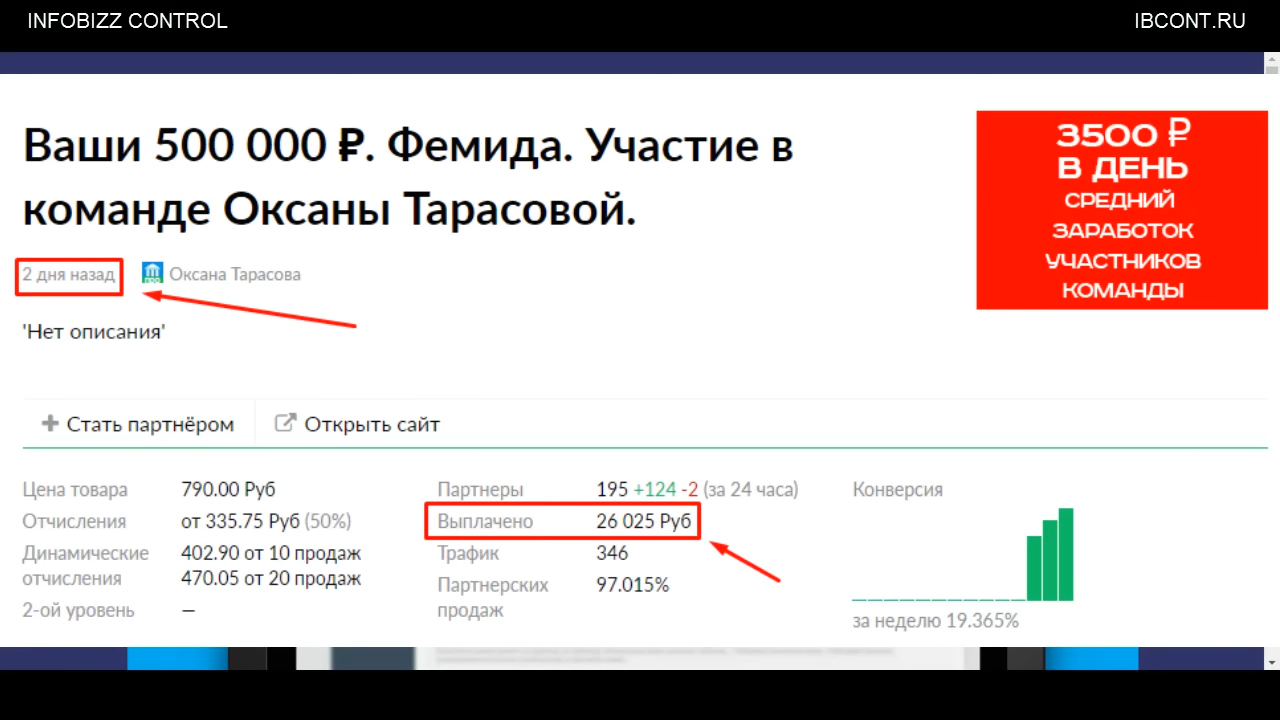 INFOBIZZ CONTROL
IBCONT.RU
Ваши 500 000 ₽. Фемида. Участие в
команде Оксаны Тарасовой.
2 дня назад
Оксана Тарасова
'Нет описания'
3500 ₽
В ДЕНЬ
СРЕДНИЙ
ЗАРАБОТОК
УЧАСТНИКОВ
КОМАНДЫ
Стать партнёром
Открыть сайт
Цена товара 790.00 Руб
Отчисления от 335.75 Руб (50%)
Динамические 402.90 от 10 продаж
отчисления 470.05 от 20 продаж
2-ой уровень —
Партнеры 195 +124 -2 (за 24 часа)
Выплачено 26 025 Руб
Трафик 346
Партнерских 97.015%
продаж
Конверсия
за неделю 19.365%